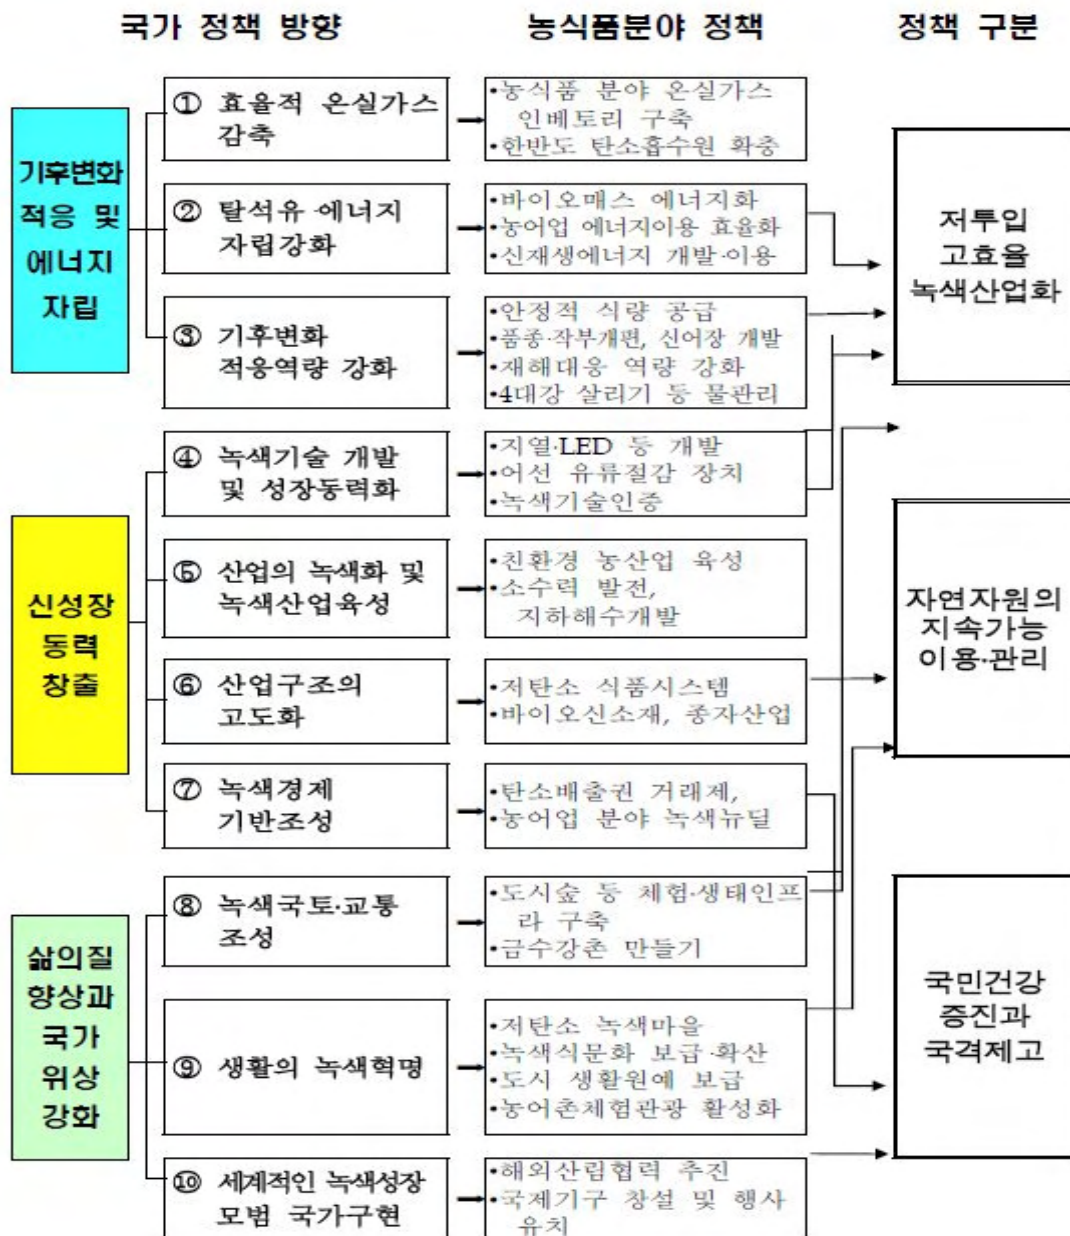 국가 정책 방향
농식품분야 정책
정책 구분
기후변화
적응 및
에너지
자립
① 효율적 온실가스
감축
•농식품 분야 온실가스
인베토리 구축
•한반도 탄소흡수원 확충
② 탈석유·에너지
자립강화
•바이오매스 에너지화
•농어업 에너지이용 효율화
•신재생에너지 개발·이용
③ 기후변화
적응역량 강화
•안정적 식량 공급
•품종·작부개편, 신어장 개발
•재해대응 역량 강화
•4대강 살리기 등 물관리
신성장
동력
창출
④ 녹색기술 개발
및 성장동력화
•지열·LED 등 개발
•어선 유류절감 장치
•녹색기술인증
⑤ 산업의 녹색화 및
녹색산업육성
•친환경 농산업 육성
•소수력 발전,
지하해수개발
⑥ 산업구조의
고도화
•저탄소 식품시스템
•바이오신소재, 종자산업
⑦ 녹색경제
기반조성
•탄소배출권 거래제,
•농어업 분야 녹색뉴딜
삶의질
향상과
국가
위상
강화
⑧ 녹색국토·교통
조성
•도시숲 등 체험·생태인프
라 구축
•금수강촌 만들기
⑨ 생활의 녹색혁명
•저탄소 녹색마을
•녹색식문화 보급·확산
•도시 생활원예 보급
•농어촌체험관광 활성화
⑩ 세계적인 녹색성장
모범 국가구현
•해외산림협력 추진
•국제기구 창설 및 행사
유치
저투입
고효율
녹색산업화
자연자원의
지속가능
이용·관리
국민건강
증진과
국격제고